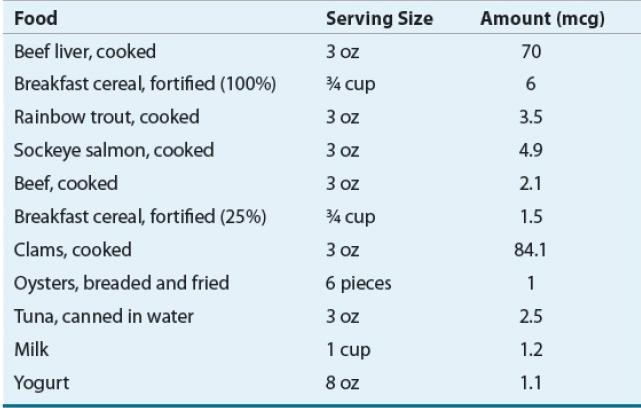 Food Serving Size Amount (mcg)
Beef liver, cooked 3 oz 70
Breakfast cereal, fortified (100%) ¾ cup 6
Rainbow trout, cooked 3 oz 3.5
Sockeye salmon, cooked 3 oz 4.9
Beef, cooked 3 oz 2.1
Breakfast cereal, fortified (25%) ¾ cup 1.5
Clams, cooked 3 oz 84.1
Oysters, breaded and fried 6 pieces 1
Tuna, canned in water 3 oz 2.5
Milk 1 cup 1.2
Yogurt 8 oz 1.1